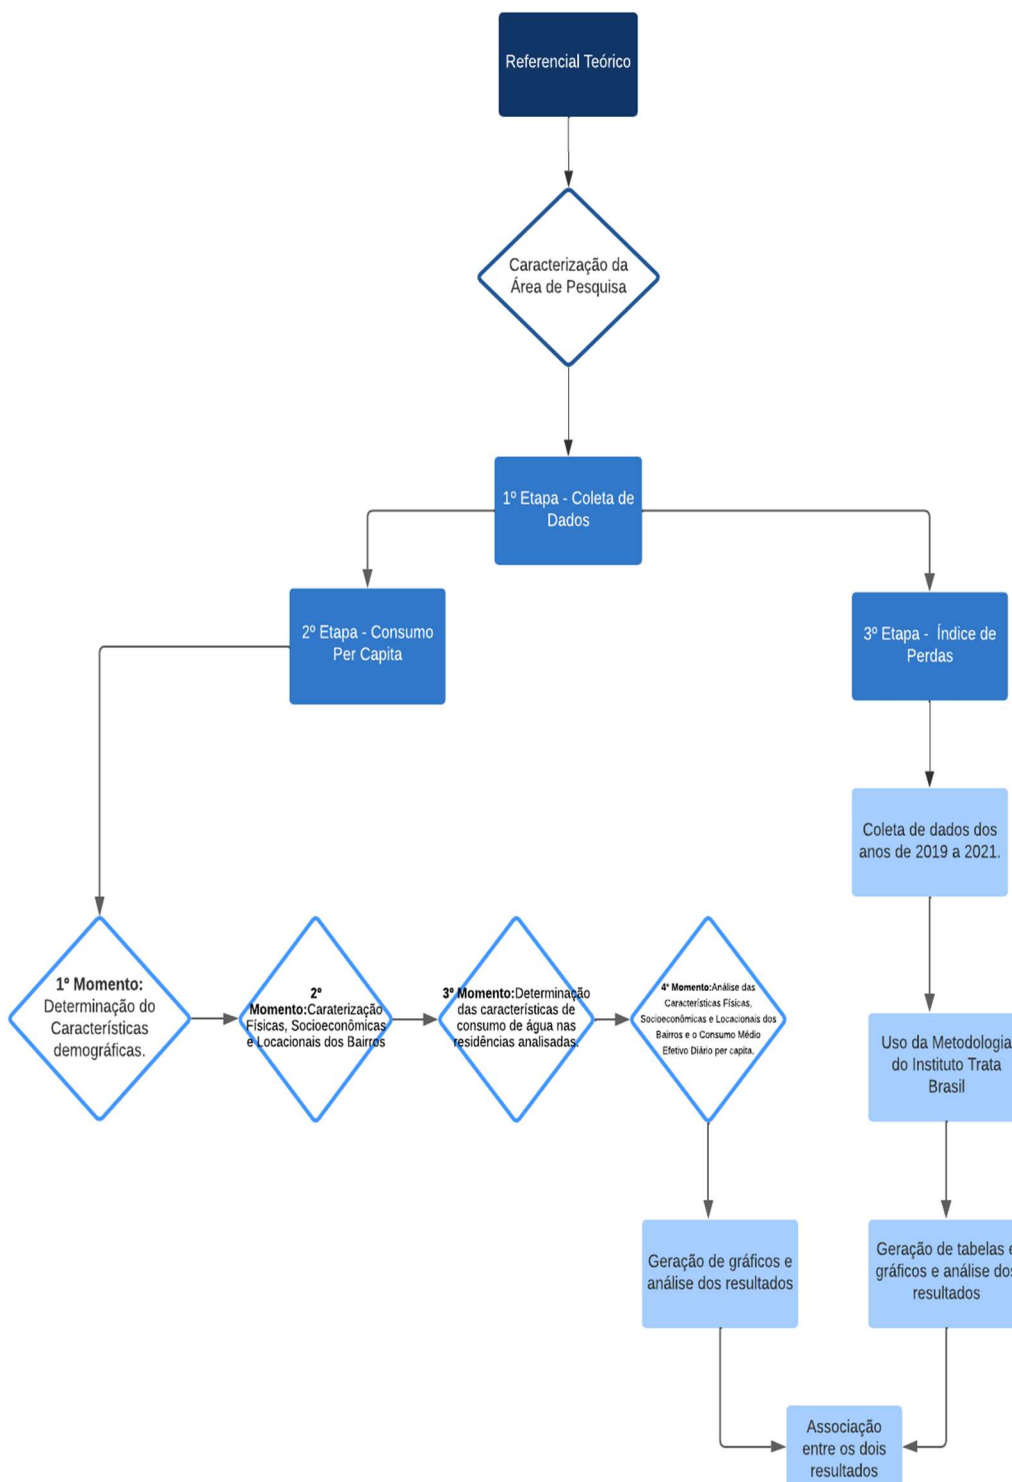 Referencial Teórico
Caracterização da
Área de Pesquisa
1º Etapa - Coleta de
Dados
2º Etapa - Consumo
Per Capita
3º Etapa - Índice de
Perdas
Coleta de dados dos
anos de 2019 a 2021.
1º Momento:
Determinação do
Características
demográficas.
2º
Momento:Caraterização
Físicas, Socioeconômicas
e Locacionais dos Bairros
3º Momento:Determinação
das características de
consumo de água nas
residências analisadas.
4º Momento:Análise das
Características Físicas,
Socioeconômicas e Locacionais dos
Bairros e o Consumo Médio
Efetivo Diário per capita.
Uso da Metodologia
do Instituto Trata
Brasil
Geração de gráficos e
análise dos resultados
Geração de tabelas e
gráficos e análise dos
resultados
Associação
entre os dois
resultados